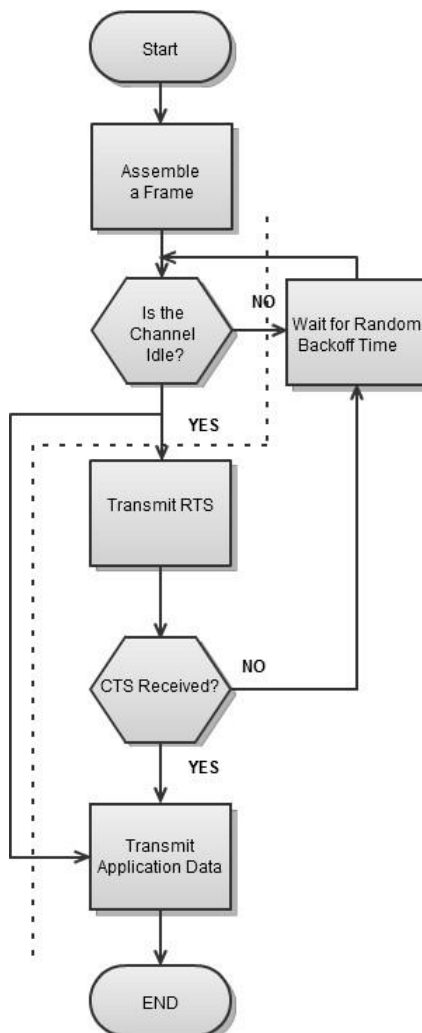 Start
Assemble
a Frame
Is the
Channel
Idle?
NO
Wait for Random
Backoff Time
YES
Transmit RTS
CTS Received?
NO
YES
Transmit
Application Data
END